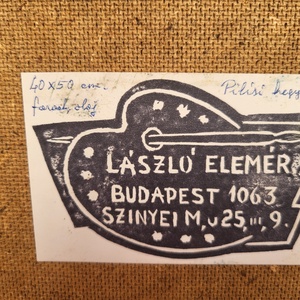 40x50 cm.
farost, olaj
Pilisi hegy
LÁSZLÓ ELEMÉR
BUDAPEST 1063
SZINYEI M, u 25, III, 9.